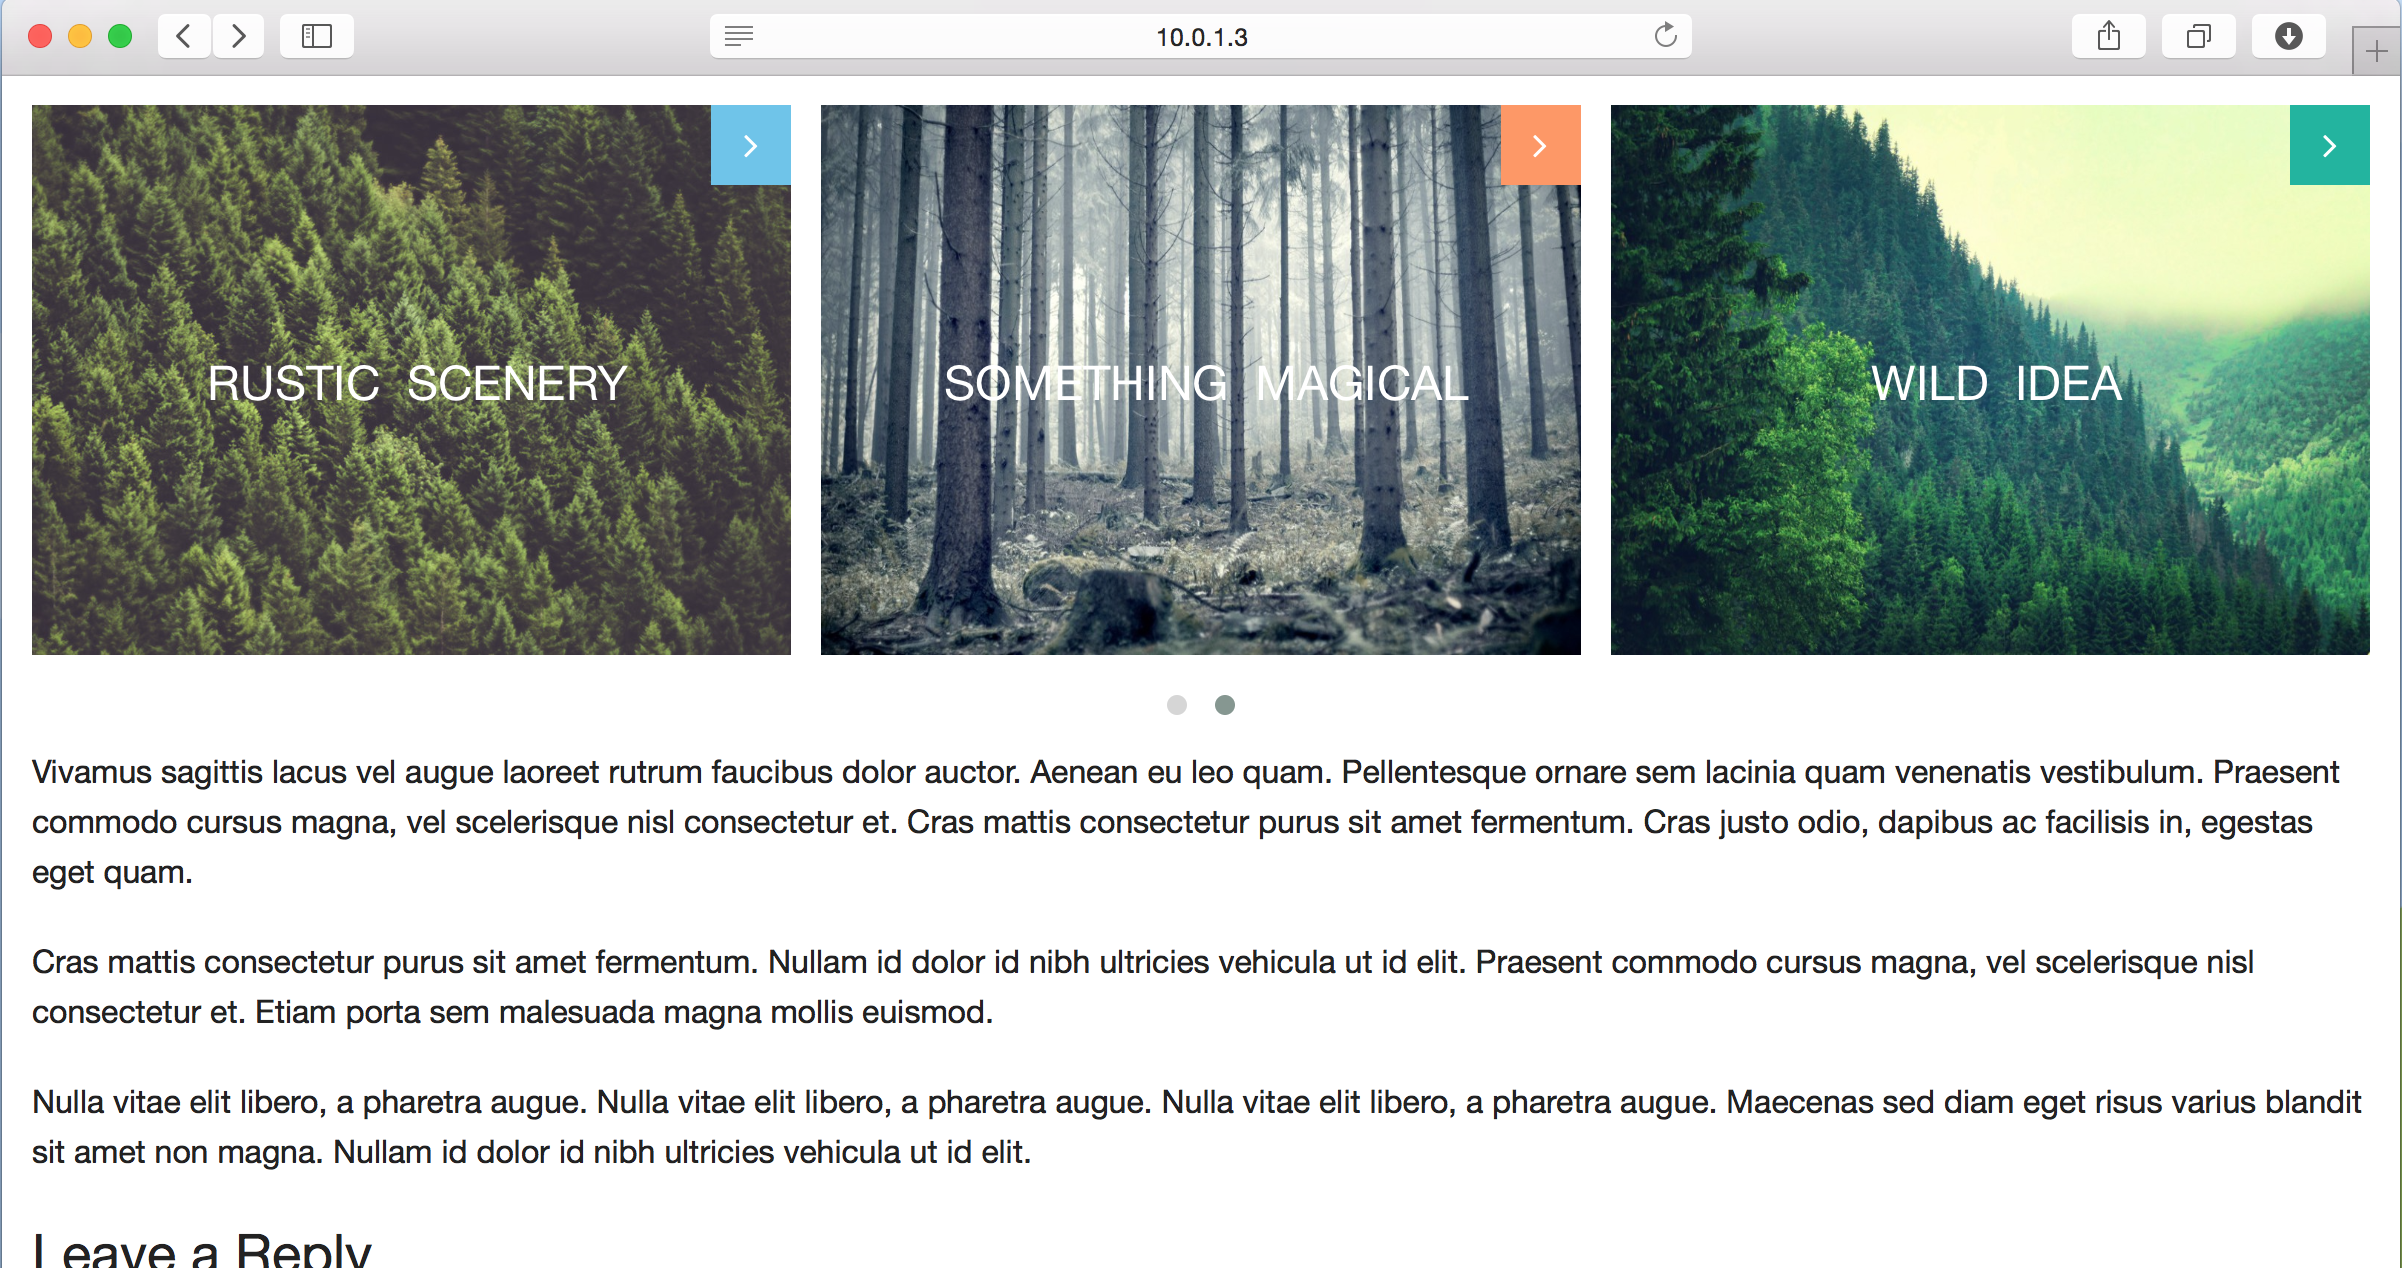 10.0.1.3
RUSTIC SCENERY
SOMETHING MAGICAL
WILD IDEA
Vivamus sagittis lacus vel augue laoreet rutrum faucibus dolor auctor. Aenean eu leo quam. Pellentesque ornare sem lacinia quam venenatis vestibulum. Praesent
commodo cursus magna, vel scelerisque nisl consectetur et. Cras mattis consectetur purus sit amet fermentum. Cras justo odio, dapibus ac facilisis in, egestas
eget quam.
Cras mattis consectetur purus sit amet fermentum. Nullam id dolor id nibh ultricies vehicula ut id elit. Praesent commodo cursus magna, vel scelerisque nisl
consectetur et. Etiam porta sem malesuada magna mollis euismod.
Nulla vitae elit libero, a pharetra augue. Nulla vitae elit libero, a pharetra augue. Nulla vitae elit libero, a pharetra augue. Maecenas sed diam eget risus varius blandit
sit amet non magna. Nullam id dolor id nibh ultricies vehicula ut id elit.
Leave a Reply